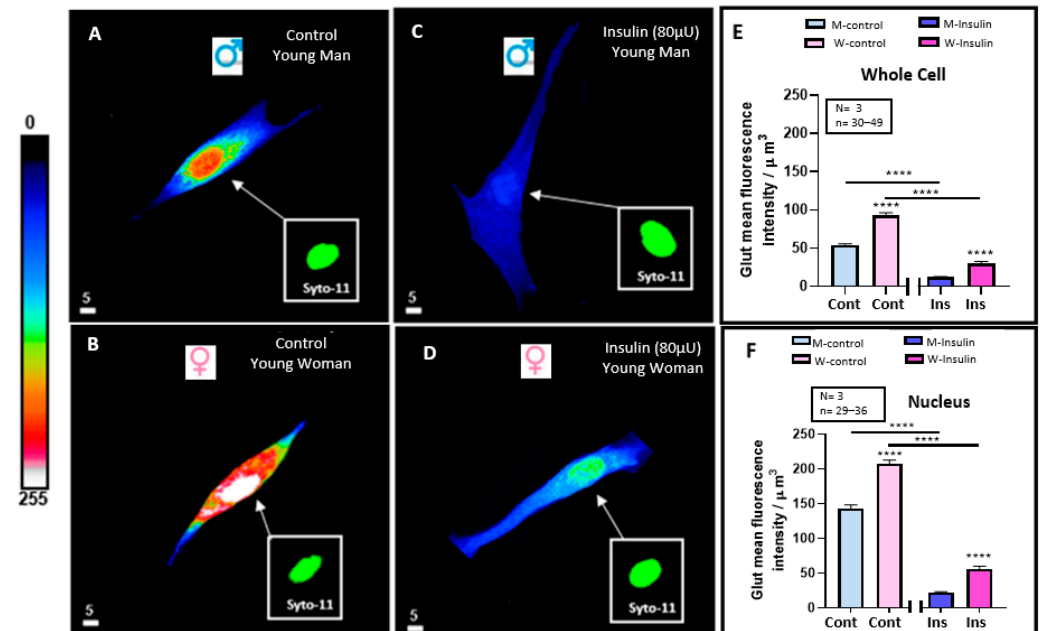 0
255
A
Control
Young Man
Syto-11
5
C
Insulin (80µU)
Young Man
Syto-11
5
B
Control
Young Woman
Syto-11
5
D
Insulin (80µU)
Young Woman
Syto-11
5
E
M-control
M-Insulin
W-control
W-Insulin
Whole Cell
N= 3
n= 30–49
Glut mean fluorescence
intensity / µ m³
250
200
150
100
50
0
****
****
****
****
Cont Cont Ins Ins
F
M-control
M-Insulin
W-control
W-Insulin
N= 3
n= 29–36
Nucleus
Glut mean fluorescence
intensity / µ m³
250
200
150
100
50
0
****
****
****
****
Cont Cont Ins Ins